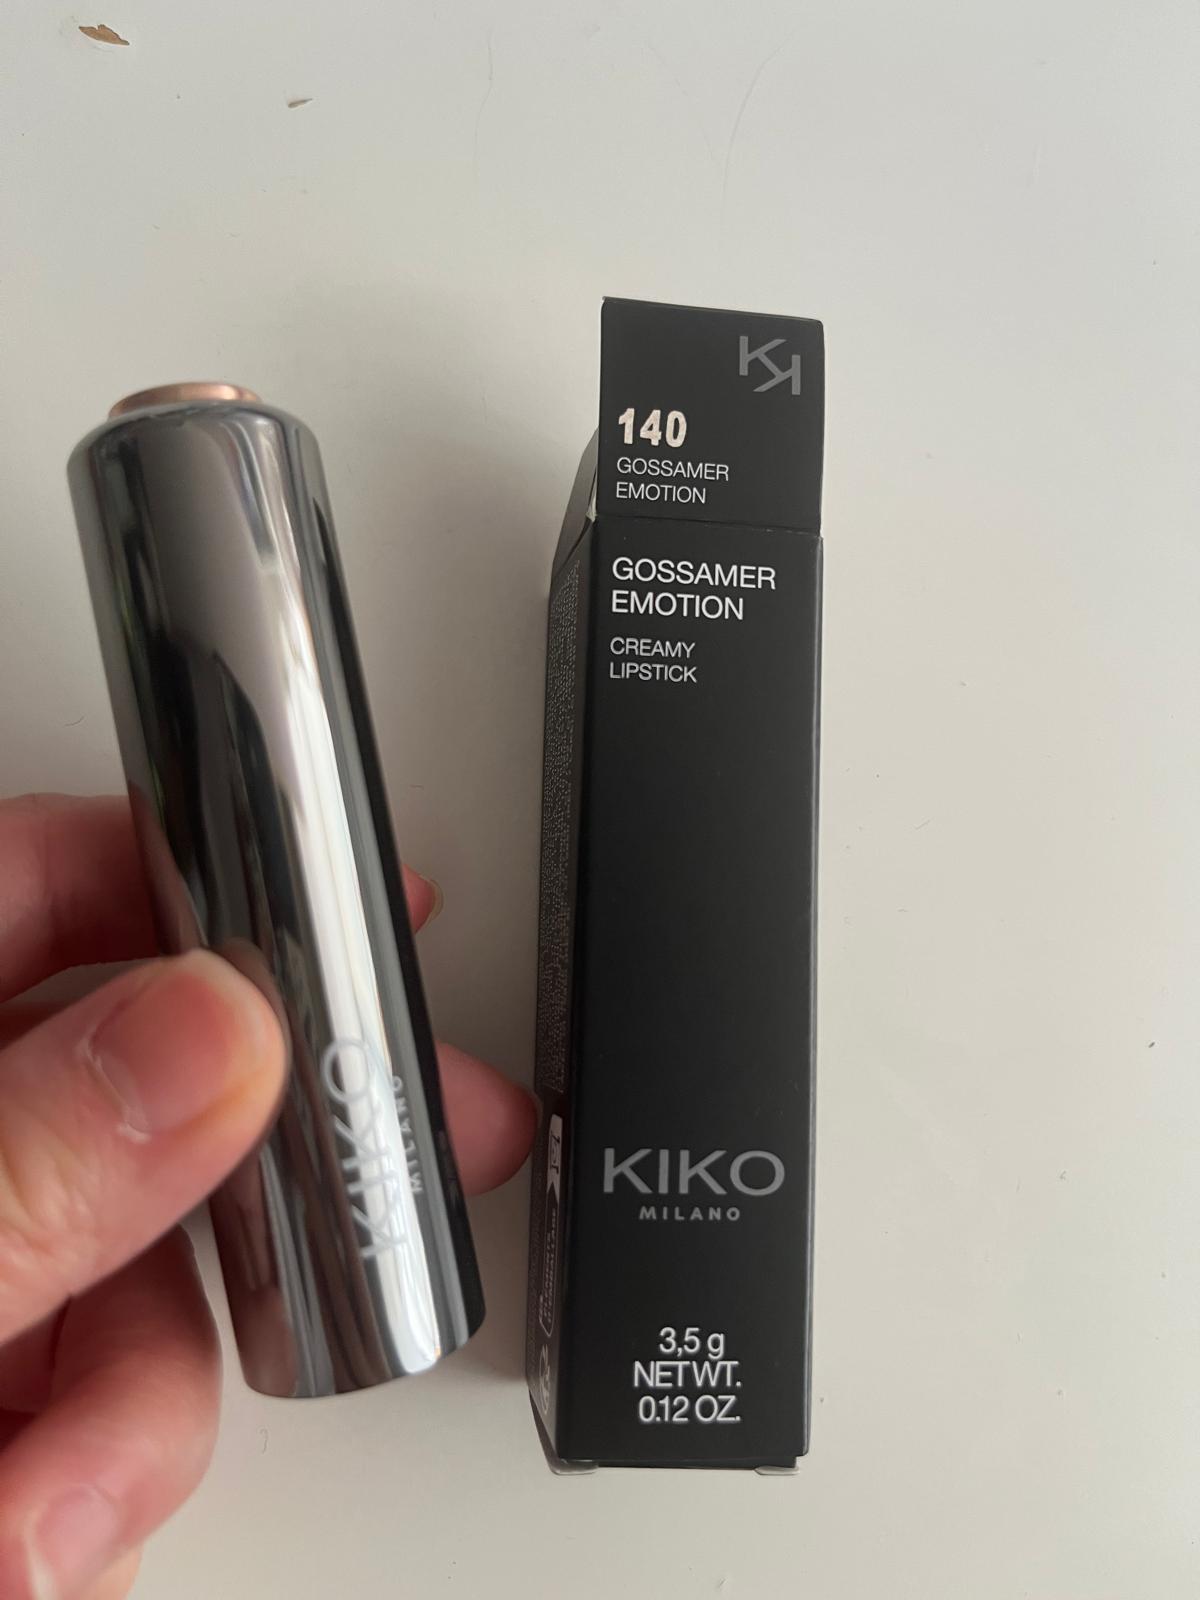 KIKO
MILANO
140
GOSSAMER
EMOTION
GOSSAMER
EMOTION
CREAMY
LIPSTICK
KIKO
MILANO
3,5 g
NET WT.
0.12 OZ.